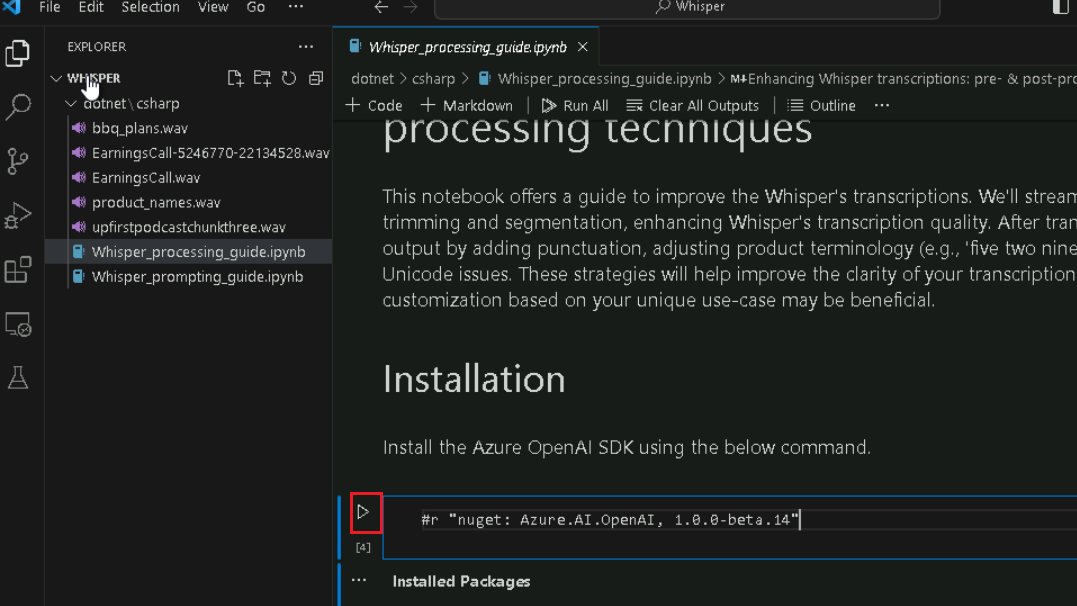 File Edit Selection View Go ···
Whisper
EXPLORER ···
WHISPER
dotnet \ csharp
bbq_plans.wav
EarningsCall-5246770-22134528.wav
EarningsCall.wav
product_names.wav
upfirstpodcastchunkthree.wav
Whisper_processing_guide.ipynb
Whisper_prompting_guide.ipynb
Whisper_processing_guide.ipynb ×
dotnet > csharp > Whisper_processing_guide.ipynb > M↓Enhancing Whisper transcriptions: pre- & post-pro
+ Code + Markdown Run All Clear All Outputs Outline ···
processing techniques
This notebook offers a guide to improve the Whisper's transcriptions. We'll stream
trimming and segmentation, enhancing Whisper's transcription quality. After tran
output by adding punctuation, adjusting product terminology (e.g., 'five two nine
Unicode issues. These strategies will help improve the clarity of your transcription
customization based on your unique use-case may be beneficial.
Installation
Install the Azure OpenAI SDK using the below command.
#r "nuget: Azure.AI.OpenAI, 1.0.0-beta.14"
[4]
··· Installed Packages